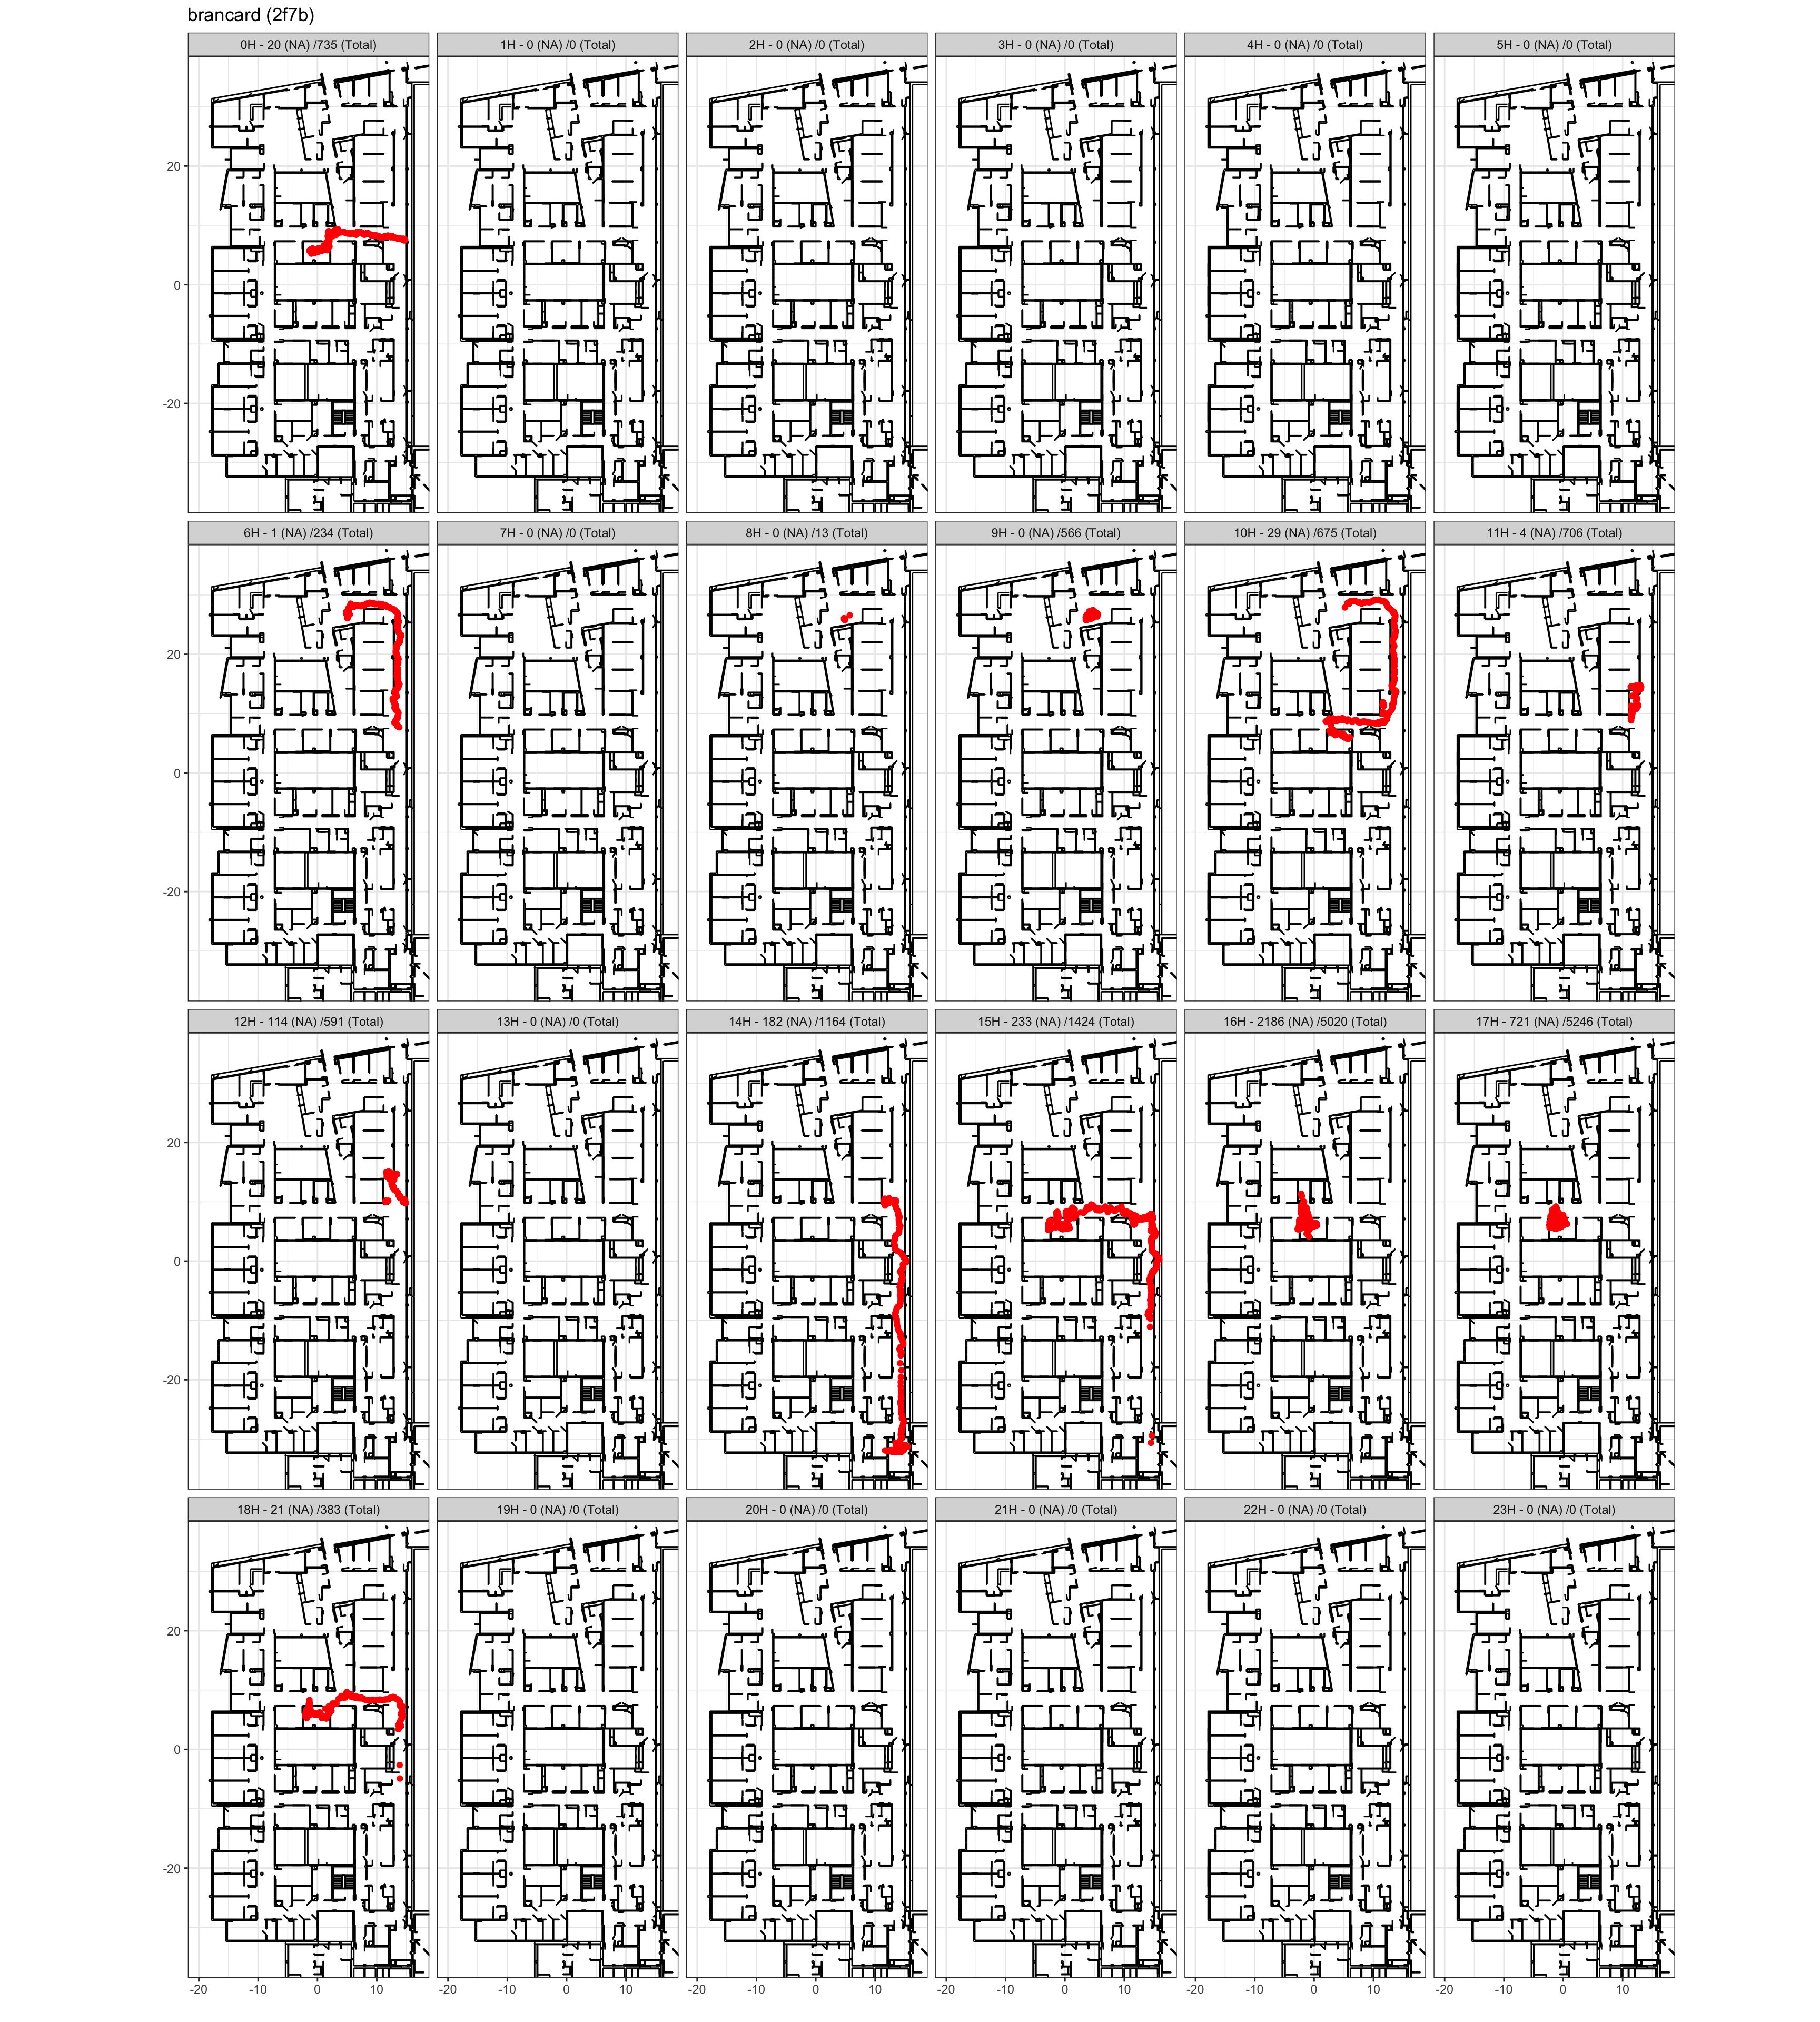 brancard (2f7b)
0H - 20 (NA) /735 (Total) 1H - 0 (NA) /0 (Total) 2H - 0 (NA) /0 (Total) 3H - 0 (NA) /0 (Total) 4H - 0 (NA) /0 (Total) 5H - 0 (NA) /0 (Total)
20
0
-20
6H - 1 (NA) /234 (Total) 7H - 0 (NA) /0 (Total) 8H - 0 (NA) /13 (Total) 9H - 0 (NA) /566 (Total) 10H - 29 (NA) /675 (Total) 11H - 4 (NA) /706 (Total)
20
0
-20
12H - 114 (NA) /591 (Total) 13H - 0 (NA) /0 (Total) 14H - 182 (NA) /1164 (Total) 15H - 233 (NA) /1424 (Total) 16H - 2186 (NA) /5020 (Total) 17H - 721 (NA) /5246 (Total)
20
0
-20
18H - 21 (NA) /383 (Total) 19H - 0 (NA) /0 (Total) 20H - 0 (NA) /0 (Total) 21H - 0 (NA) /0 (Total) 22H - 0 (NA) /0 (Total) 23H - 0 (NA) /0 (Total)
20
0
-20
-20 -10 0 10 -20 -10 0 10 -20 -10 0 10 -20 -10 0 10 -20 -10 0 10 -20 -10 0 10